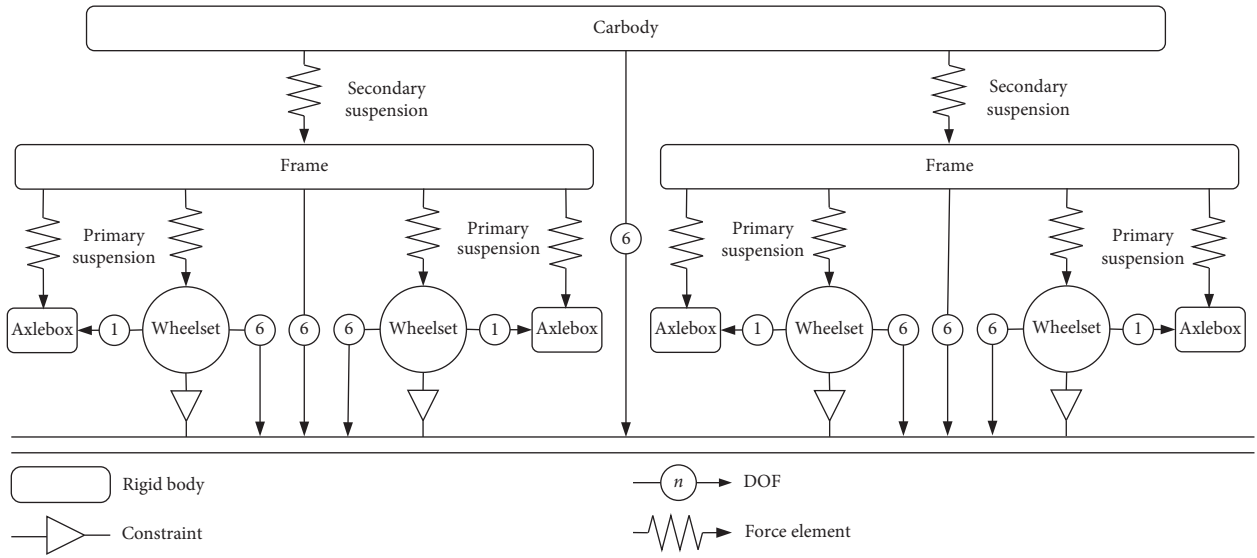 Carbody
Secondary
suspension
Secondary
suspension
Frame
Frame
Primary
suspension
Primary
suspension
6
Primary
suspension
Primary
suspension
Axlebox
1
Wheelset
6
6
6
Wheelset
1
Axlebox
Axlebox
1
Wheelset
6
6
6
Wheelset
1
Axlebox
Rigid body
n
DOF
Constraint
Force element